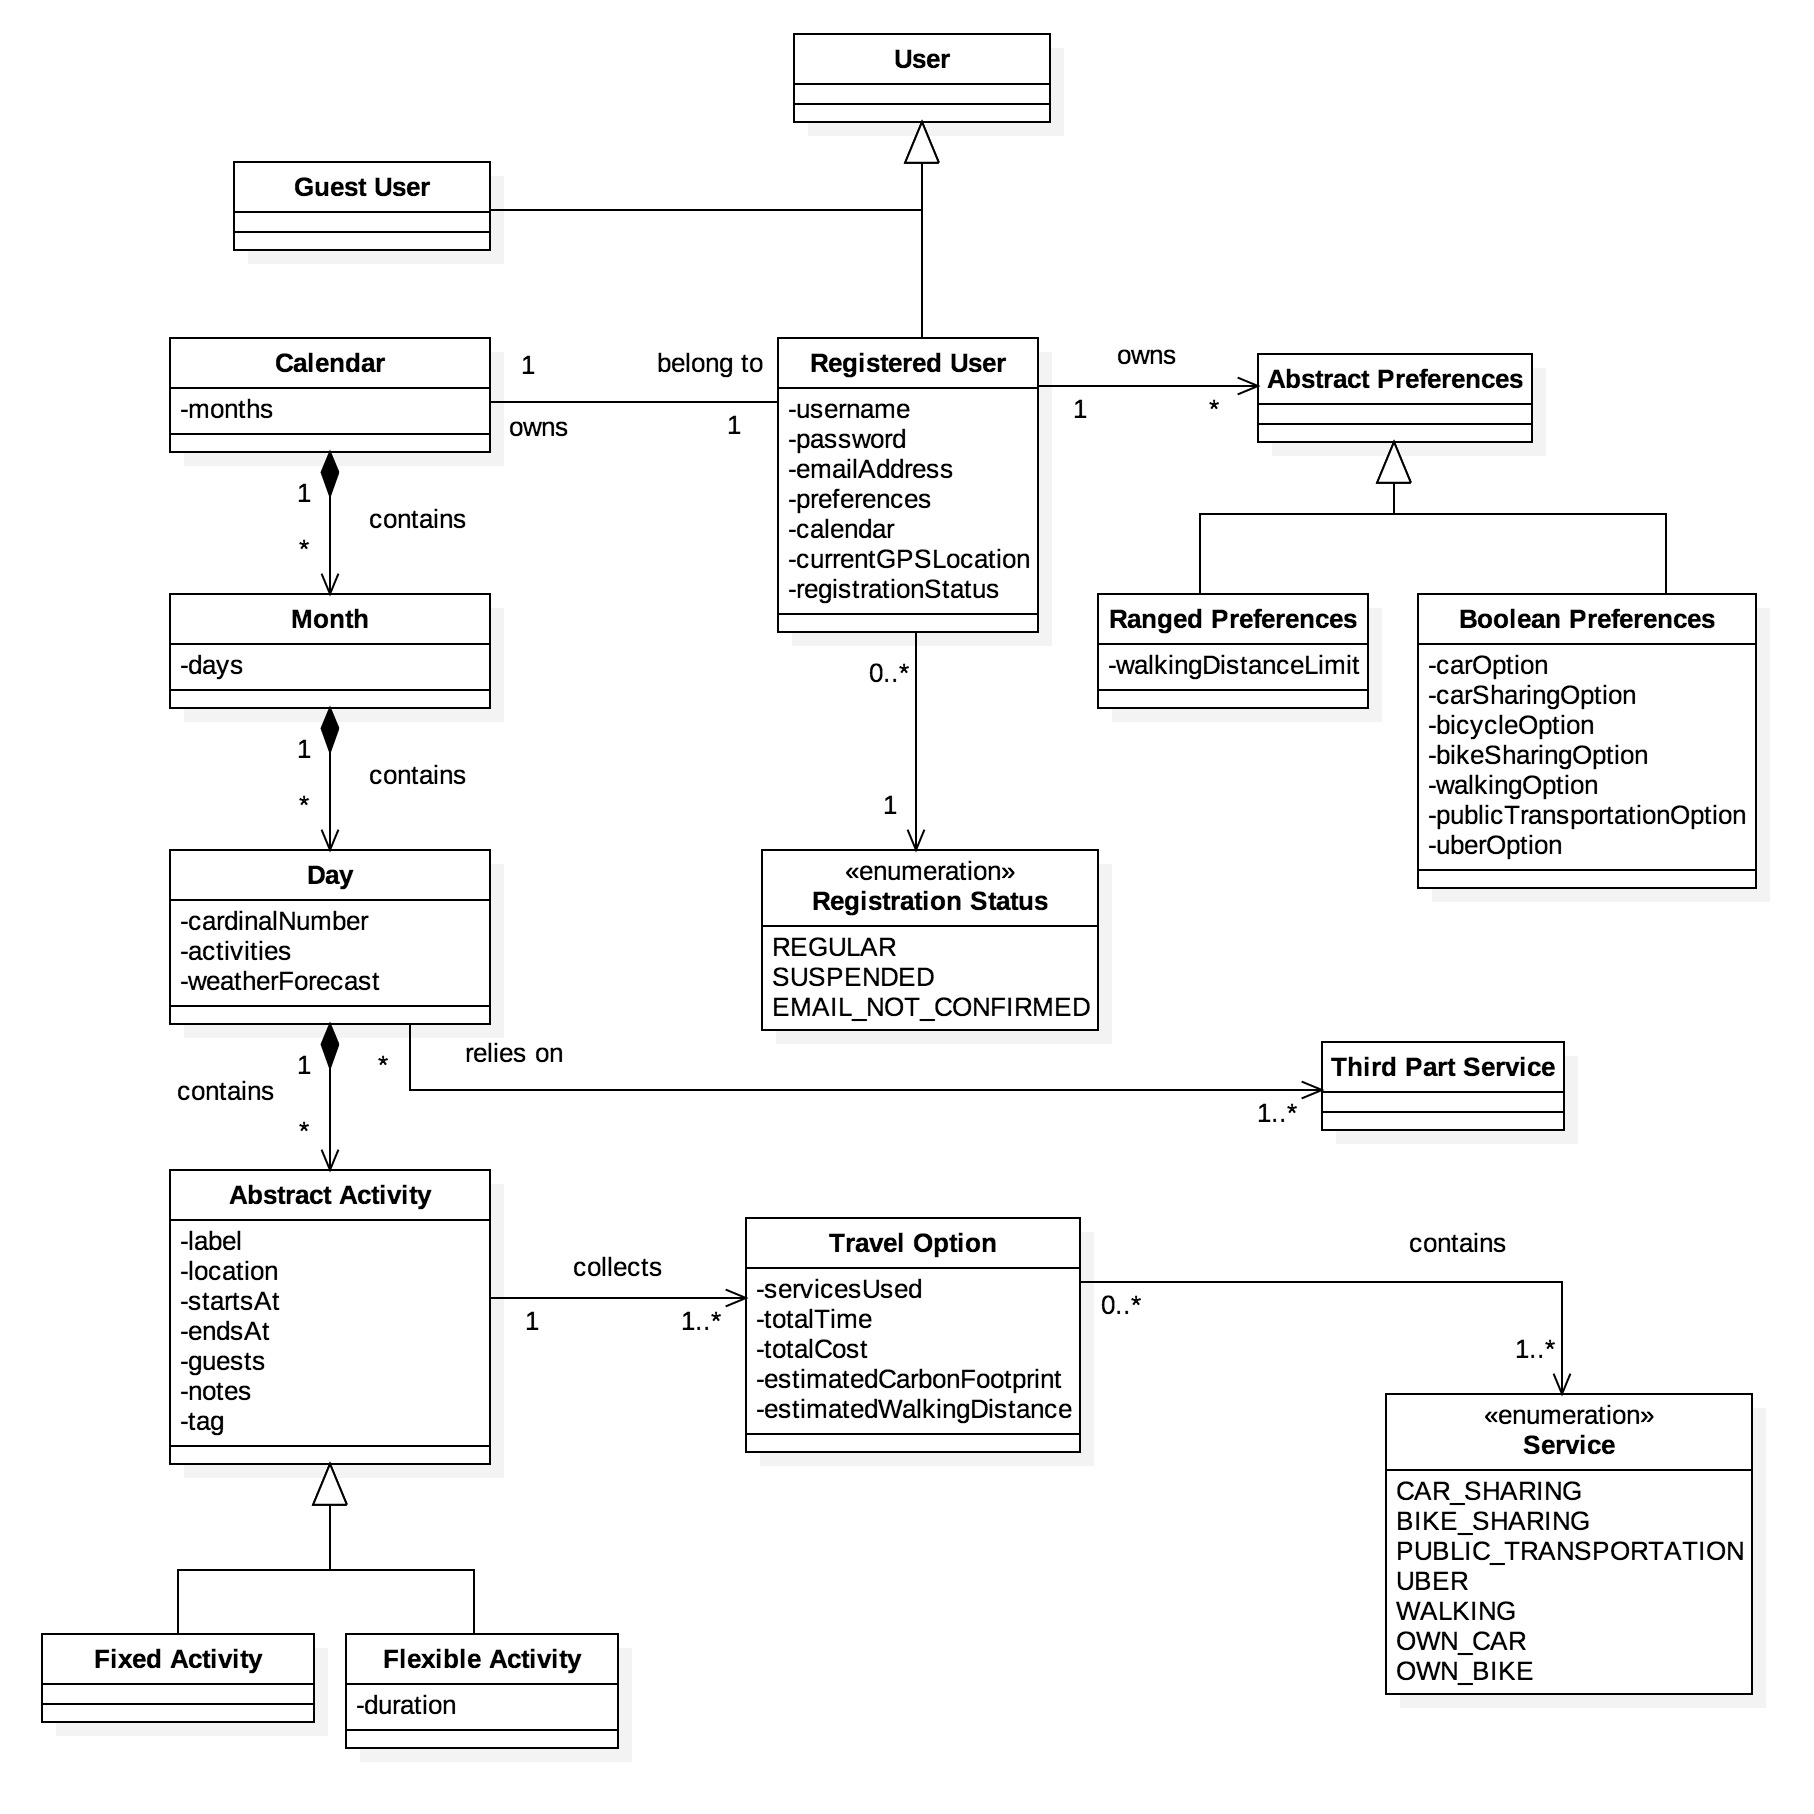 User
Guest User
Calendar
-months
1
belong to
owns
1
Registered User
-username
-password
-emailAddress
-preferences
-calendar
-currentGPSLocation
-registrationStatus
owns
1
*
Abstract Preferences
1
contains
*
Month
-days
Ranged Preferences
-walkingDistanceLimit
Boolean Preferences
-carOption
-carSharingOption
-bicycleOption
-bikeSharingOption
-walkingOption
-publicTransportationOption
-uberOption
0..*
1
1
contains
*
Day
-cardinalNumber
-activities
-weatherForecast
«enumeration»
Registration Status
REGULAR
SUSPENDED
EMAIL_NOT_CONFIRMED
1
contains
*
*
relies on
1..*
Third Part Service
Abstract Activity
-label
-location
-startsAt
-endsAt
-guests
-notes
-tag
collects
1
1..*
Travel Option
-servicesUsed
-totalTime
-totalCost
-estimatedCarbonFootprint
-estimatedWalkingDistance
contains
0..*
1..*
«enumeration»
Service
CAR_SHARING
BIKE_SHARING
PUBLIC_TRANSPORTATION
UBER
WALKING
OWN_CAR
OWN_BIKE
Fixed Activity
Flexible Activity
-duration